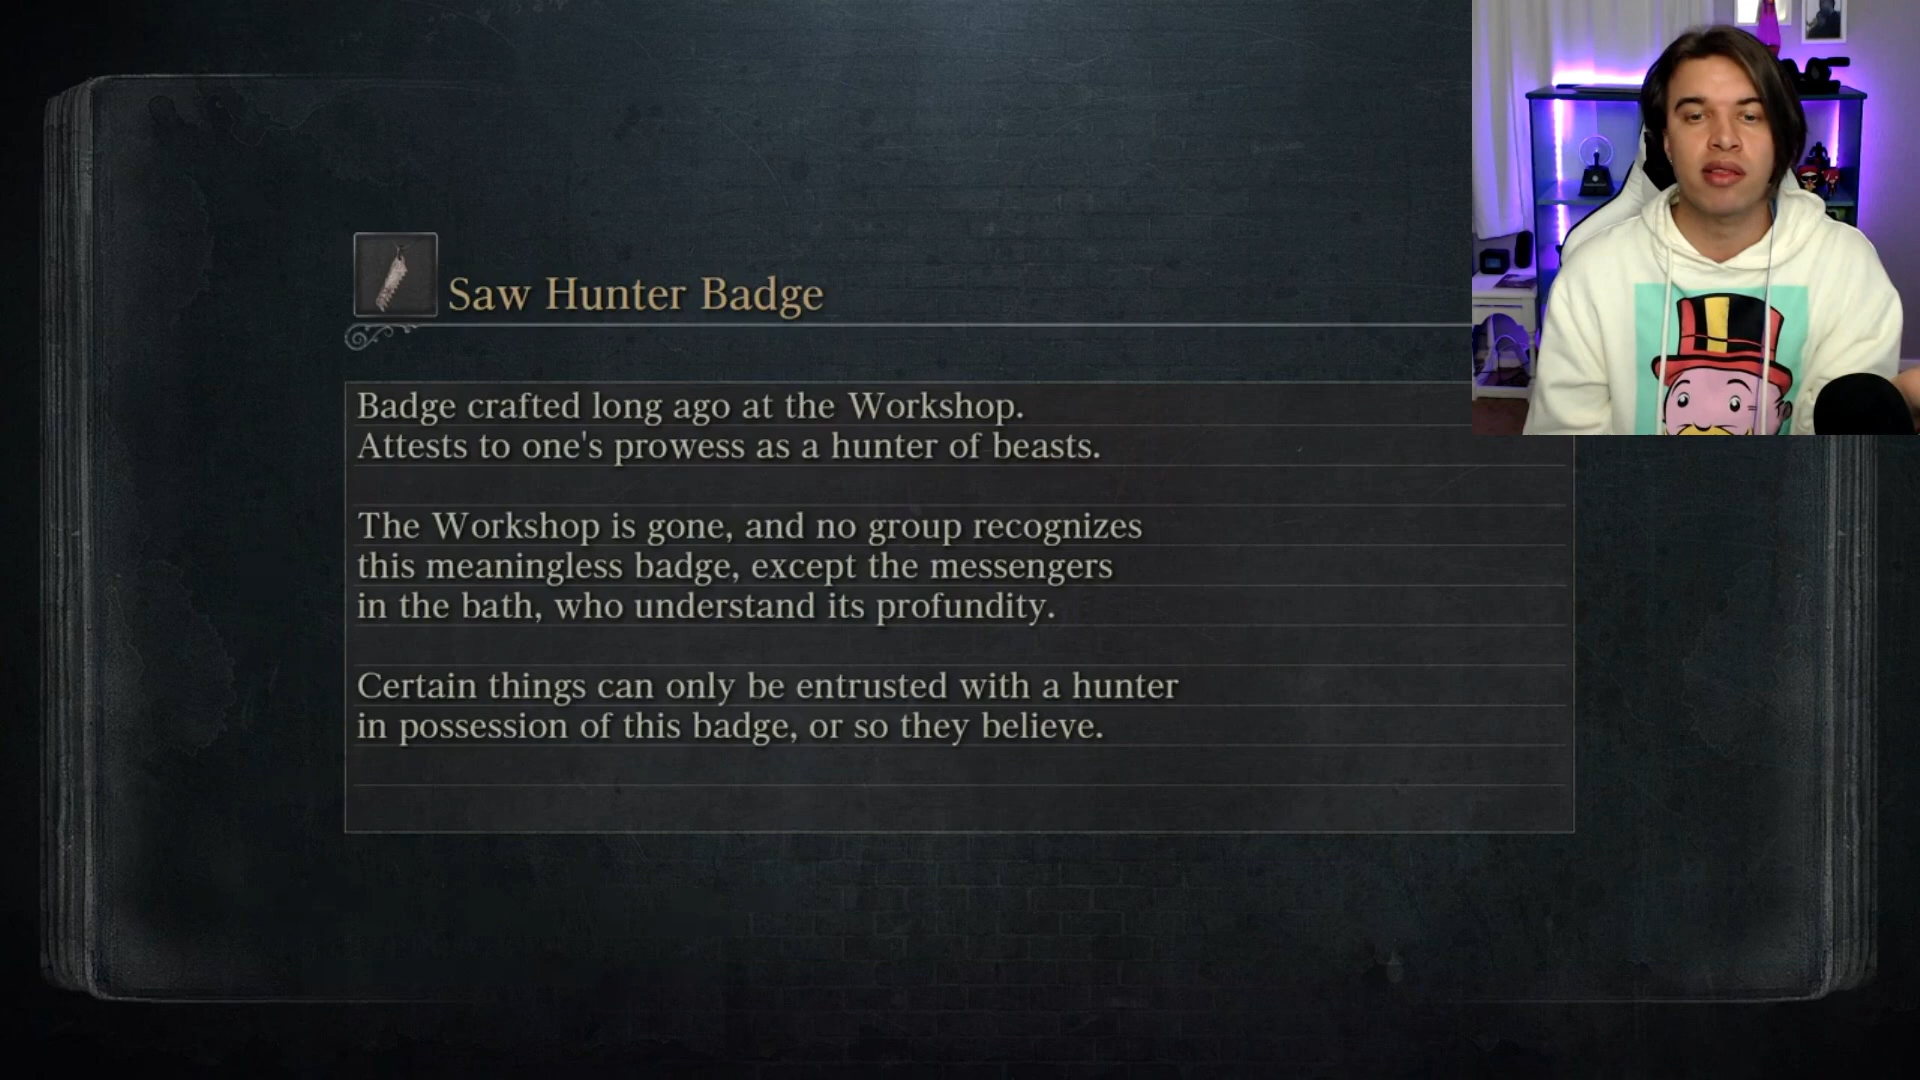 Saw Hunter Badge
Badge crafted long ago at the Workshop.
Attests to one's prowess as a hunter of beasts.
The Workshop is gone, and no group recognizes
this meaningless badge, except the messengers
in the bath, who understand its profundity.
Certain things can only be entrusted with a hunter
in possession of this badge, or so they believe.